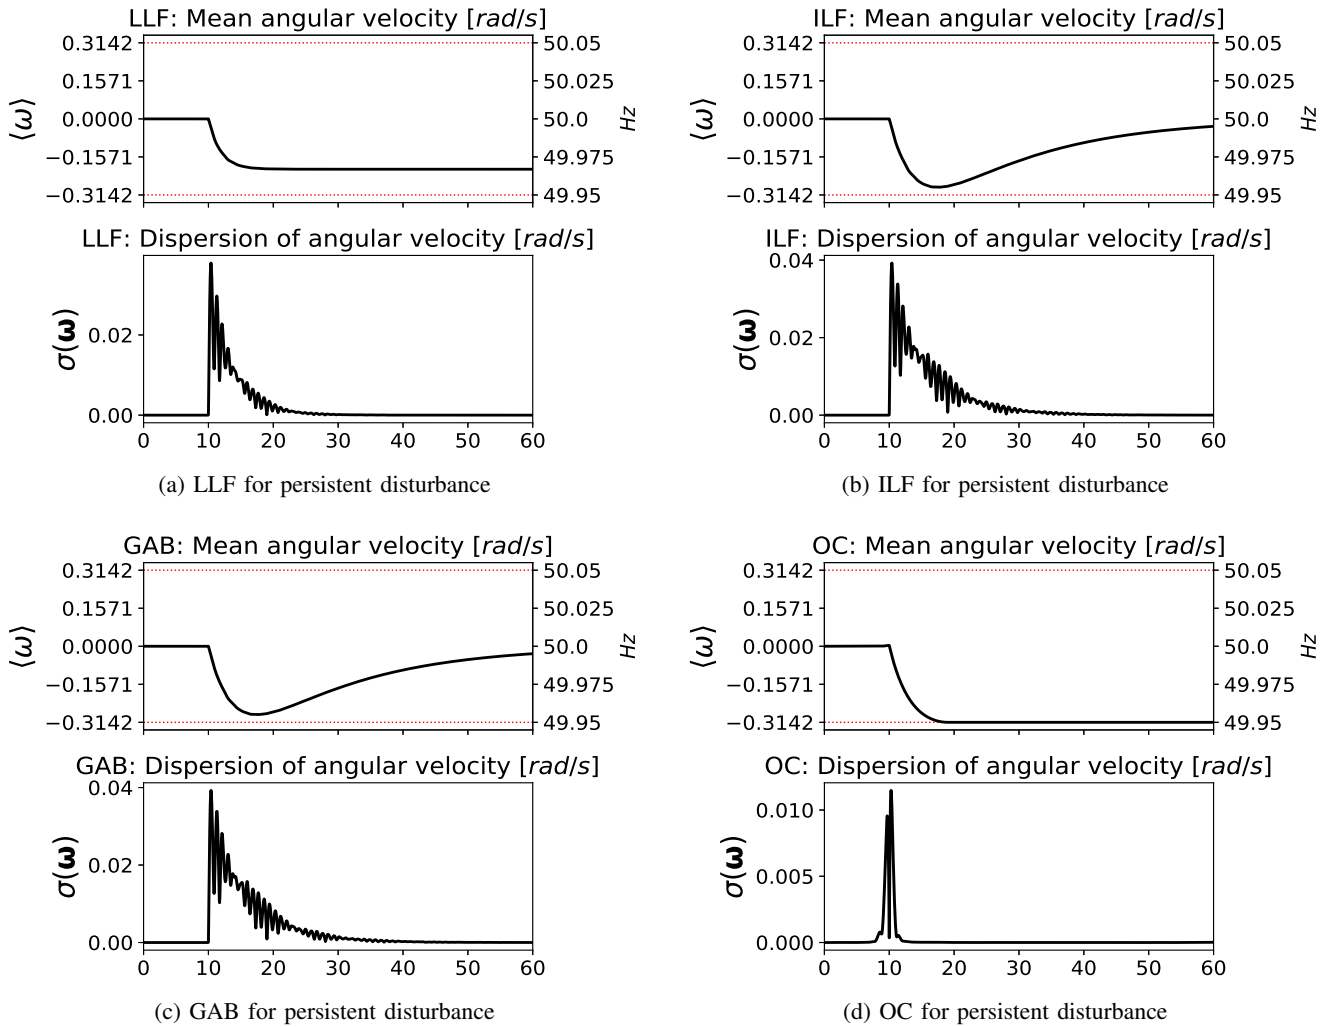 LLF: Mean angular velocity [rad/s]
0.3142
0.1571
0.0000
−0.1571
−0.3142
⟨ω⟩
50.05
50.025
50.0
49.975
49.95
Hz
LLF: Dispersion of angular velocity [rad/s]
0.02
0.00
σ(ω)
0 10 20 30 40 50 60
(a) LLF for persistent disturbance
ILF: Mean angular velocity [rad/s]
0.3142
0.1571
0.0000
−0.1571
−0.3142
⟨ω⟩
50.05
50.025
50.0
49.975
49.95
Hz
ILF: Dispersion of angular velocity [rad/s]
0.04
0.02
0.00
σ(ω)
0 10 20 30 40 50 60
(b) ILF for persistent disturbance
GAB: Mean angular velocity [rad/s]
0.3142
0.1571
0.0000
−0.1571
−0.3142
⟨ω⟩
50.05
50.025
50.0
49.975
49.95
Hz
GAB: Dispersion of angular velocity [rad/s]
0.04
0.02
0.00
σ(ω)
0 10 20 30 40 50 60
(c) GAB for persistent disturbance
OC: Mean angular velocity [rad/s]
0.3142
0.1571
0.0000
−0.1571
−0.3142
⟨ω⟩
50.05
50.025
50.0
49.975
49.95
Hz
OC: Dispersion of angular velocity [rad/s]
0.010
0.005
0.000
σ(ω)
0 10 20 30 40 50 60
(d) OC for persistent disturbance